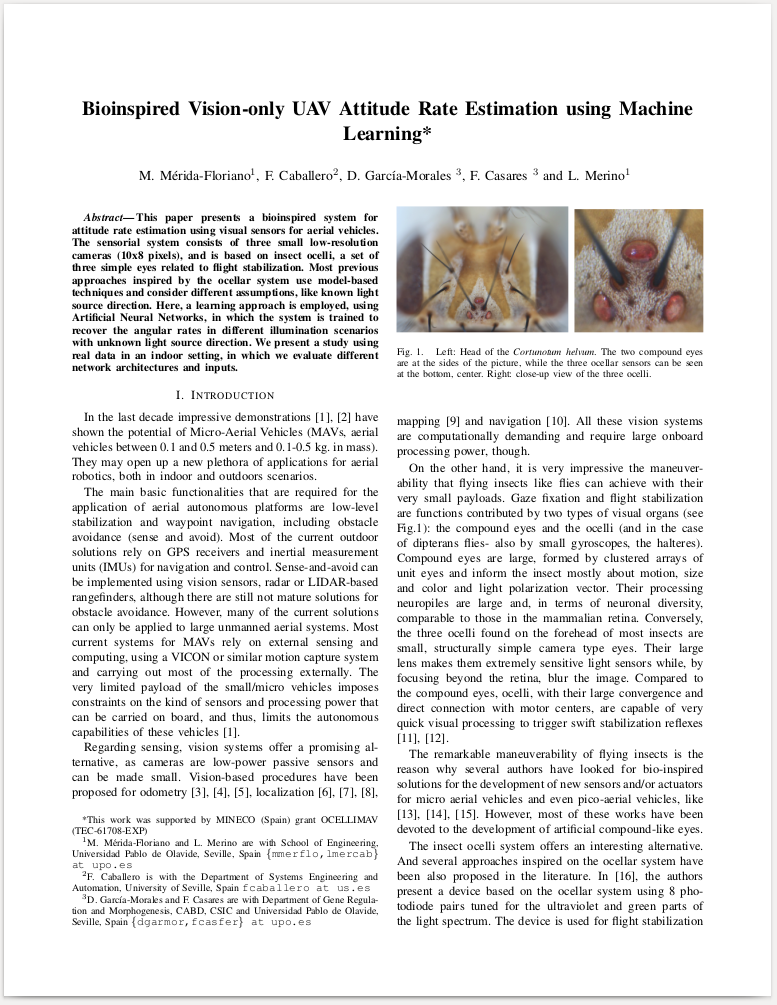 Bioinspired Vision-only UAV Attitude Rate Estimation using Machine
Learning*
M. Mérida-Floriano1, F. Caballero2, D. García-Morales 3, F. Casares 3 and L. Merino1
Abstract—This paper presents a bioinspired system for
attitude rate estimation using visual sensors for aerial vehicles.
The sensorial system consists of three small low-resolution
cameras (10x8 pixels), and is based on insect ocelli, a set of
three simple eyes related to flight stabilization. Most previous
approaches inspired by the ocellar system use model-based
techniques and consider different assumptions, like known light
source direction. Here, a learning approach is employed, using
Artificial Neural Networks, in which the system is trained to
recover the angular rates in different illumination scenarios
with unknown light source direction. We present a study using
real data in an indoor setting, in which we evaluate different
network architectures and inputs.
I. INTRODUCTION
In the last decade impressive demonstrations [1], [2] have
shown the potential of Micro-Aerial Vehicles (MAVs, aerial
vehicles between 0.1 and 0.5 meters and 0.1-0.5 kg. in mass).
They may open up a new plethora of applications for aerial
robotics, both in indoor and outdoors scenarios.
The main basic functionalities that are required for the
application of aerial autonomous platforms are low-level
stabilization and waypoint navigation, including obstacle
avoidance (sense and avoid). Most of the current outdoor
solutions rely on GPS receivers and inertial measurement
units (IMUs) for navigation and control. Sense-and-avoid can
be implemented using vision sensors, radar or LIDAR-based
rangefinders, although there are still not mature solutions for
obstacle avoidance. However, many of the current solutions
can only be applied to large unmanned aerial systems. Most
current systems for MAVs rely on external sensing and
computing, using a VICON or similar motion capture system
and carrying out most of the processing externally. The
very limited payload of the small/micro vehicles imposes
constraints on the kind of sensors and processing power that
can be carried on board, and thus, limits the autonomous
capabilities of these vehicles [1].
Regarding sensing, vision systems offer a promising al-
ternative, as cameras are low-power passive sensors and
can be made small. Vision-based procedures have been
proposed for odometry [3], [4], [5], localization [6], [7], [8],
*This work was supported by MINECO (Spain) grant OCELLIMAV
(TEC-61708-EXP)
1M. Mérida-Floriano and L. Merino are with School of Engineering,
Universidad Pablo de Olavide, Seville, Spain {mmerflo,lmercab}
at upo.es
2F. Caballero is with the Department of Systems Engineering and
Automation, University of Seville, Spain fcaballero at us.es
3D. García-Morales and F. Casares are with Department of Gene Regula-
tion and Morphogenesis, CABD, CSIC and Universidad Pablo de Olavide,
Seville, Spain {dgarmor,fcasfer} at upo.es
Fig. 1. Left: Head of the Cortunotum helvum. The two compound eyes
are at the sides of the picture, while the three ocellar sensors can be seen
at the bottom, center. Right: close-up view of the three ocelli.
mapping [9] and navigation [10]. All these vision systems
are computationally demanding and require large onboard
processing power, though.
On the other hand, it is very impressive the maneuver-
ability that flying insects like flies can achieve with their
very small payloads. Gaze fixation and flight stabilization
are functions contributed by two types of visual organs (see
Fig.1): the compound eyes and the ocelli (and in the case
of dipterans flies- also by small gyroscopes, the halteres).
Compound eyes are large, formed by clustered arrays of
unit eyes and inform the insect mostly about motion, size
and color and light polarization vector. Their processing
neuropiles are large and, in terms of neuronal diversity,
comparable to those in the mammalian retina. Conversely,
the three ocelli found on the forehead of most insects are
small, structurally simple camera type eyes. Their large
lens makes them extremely sensitive light sensors while, by
focusing beyond the retina, blur the image. Compared to
the compound eyes, ocelli, with their large convergence and
direct connection with motor centers, are capable of very
quick visual processing to trigger swift stabilization reflexes
[11], [12].
The remarkable maneuverability of flying insects is the
reason why several authors have looked for bio-inspired
solutions for the development of new sensors and/or actuators
for micro aerial vehicles and even pico-aerial vehicles, like
[13], [14], [15]. However, most of these works have been
devoted to the development of artificial compound-like eyes.
The insect ocelli system offers an interesting alternative.
And several approaches inspired on the ocellar system have
been also proposed in the literature. In [16], the authors
present a device based on the ocellar system using 8 pho-
todiode pairs tuned for the ultraviolet and green parts of
the light spectrum. The device is used for flight stabilization